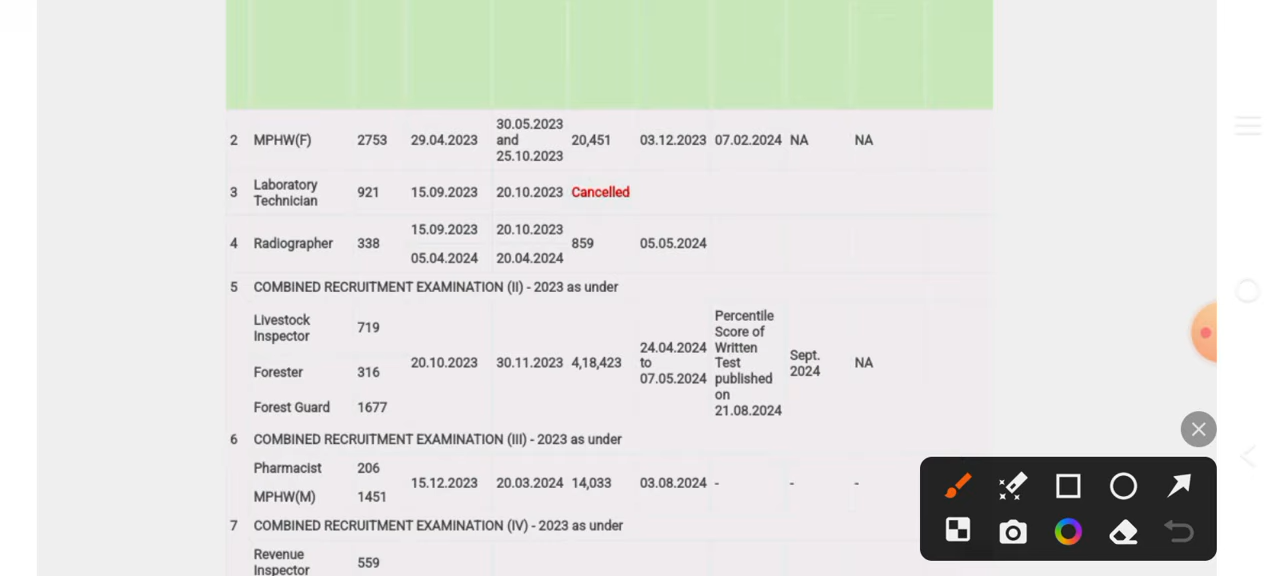 2 MPHW(F) 2753 29.04.2023 30.05.2023 and 25.10.2023 20,451 03.12.2023 07.02.2024 NA NA
3 Laboratory Technician 921 15.09.2023 20.10.2023 Cancelled
4 Radiographer 338 15.09.2023 20.10.2023 859 05.05.2024
05.04.2024 20.04.2024
5 COMBINED RECRUITMENT EXAMINATION (II) - 2023 as under
Livestock Inspector 719
Forester 316 20.10.2023 30.11.2023 4,18,423 24.04.2024 to 07.05.2024 Percentile Score of Written Test published on 21.08.2024 Sept. 2024 NA
Forest Guard 1677
6 COMBINED RECRUITMENT EXAMINATION (III) - 2023 as under
Pharmacist 206 15.12.2023 20.03.2024 14,033 03.08.2024 - - -
MPHW(M) 1451
7 COMBINED RECRUITMENT EXAMINATION (IV) - 2023 as under
Revenue Inspector 559